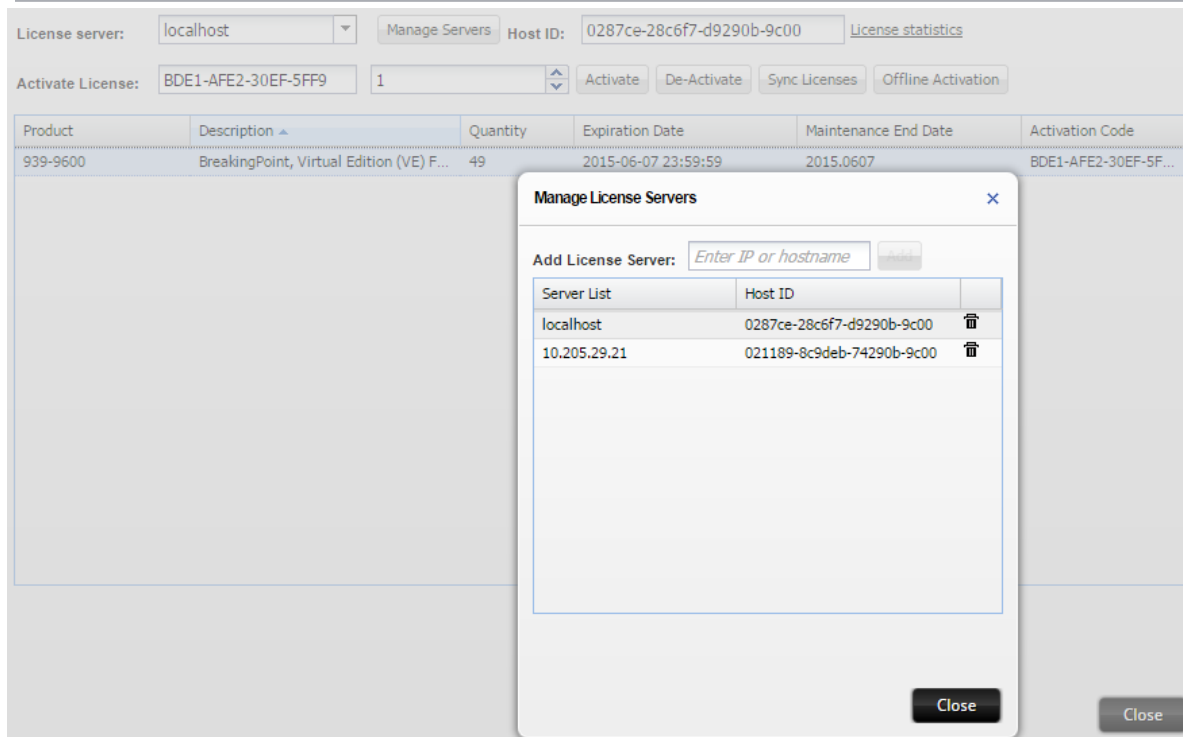 License server: localhost Manage Servers Host ID: 0287ce-28c6f7-d9290b-9c00 License statistics
Activate License: BDE1-AFE2-30EF-5FF9 1 Activate De-Activate Sync Licenses Offline Activation
Product Description Quantity Expiration Date Maintenance End Date Activation Code
939-9600 BreakingPoint, Virtual Edition (VE) F... 49 2015-06-07 23:59:59 2015.0607 BDE1-AFE2-30EF-5F...
Manage License Servers
Add License Server: Enter IP or hostname Add
Server List Host ID
localhost 0287ce-28c6f7-d9290b-9c00
10.205.29.21 021189-8c9deb-74290b-9c00
Close
Close